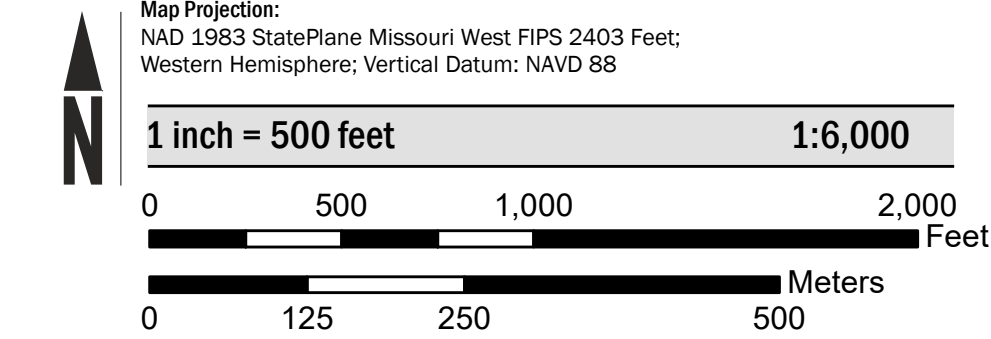 Map Projection:
NAD 1983 StatePlane Missouri West FIPS 2403 Feet;
Western Hemisphere; Vertical Datum: NAVD 88
N
1 inch = 500 feet 1:6,000
0 500 1,000 2,000
Feet
Meters
0 125 250 500